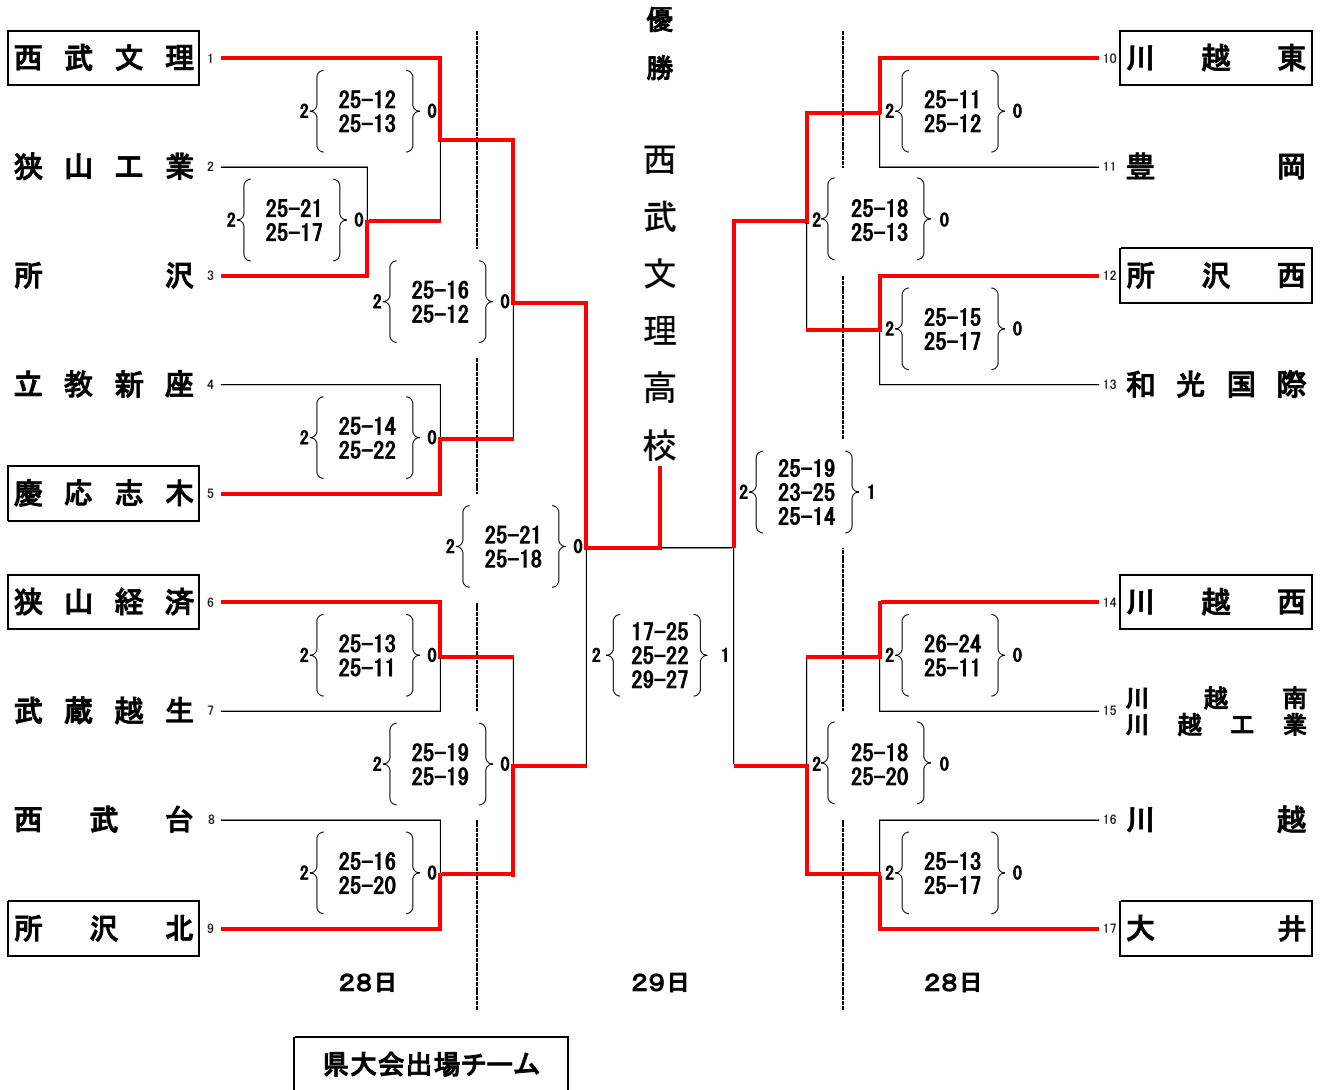 優勝
西武文理高校
西武文理 1
2 25-12 0
25-13
狭山工業 2
2 25-21 0
25-17
所沢 3
2 25-16 0
25-12
立教新座 4
2 25-14 0
25-22
慶応志木 5
2 25-21 0
25-18
狭山経済 6
2 25-13 0
25-11
武蔵越生 7
2 25-19 0
25-19
西武台 8
2 25-16 0
25-20
所沢北 9
2 17-25 1
25-22
29-27
10 川越東
2 25-11 0
25-12
11 豊岡
2 25-18 0
25-13
12 所沢西
2 25-15 0
25-17
13 和光国際
2 25-19 1
23-25
25-14
14 川越西
2 26-24 0
25-11
15 川越南
川越工業
2 25-18 0
25-20
16 川越
2 25-13 0
25-17
17 大井
28日 29日 28日
県大会出場チーム